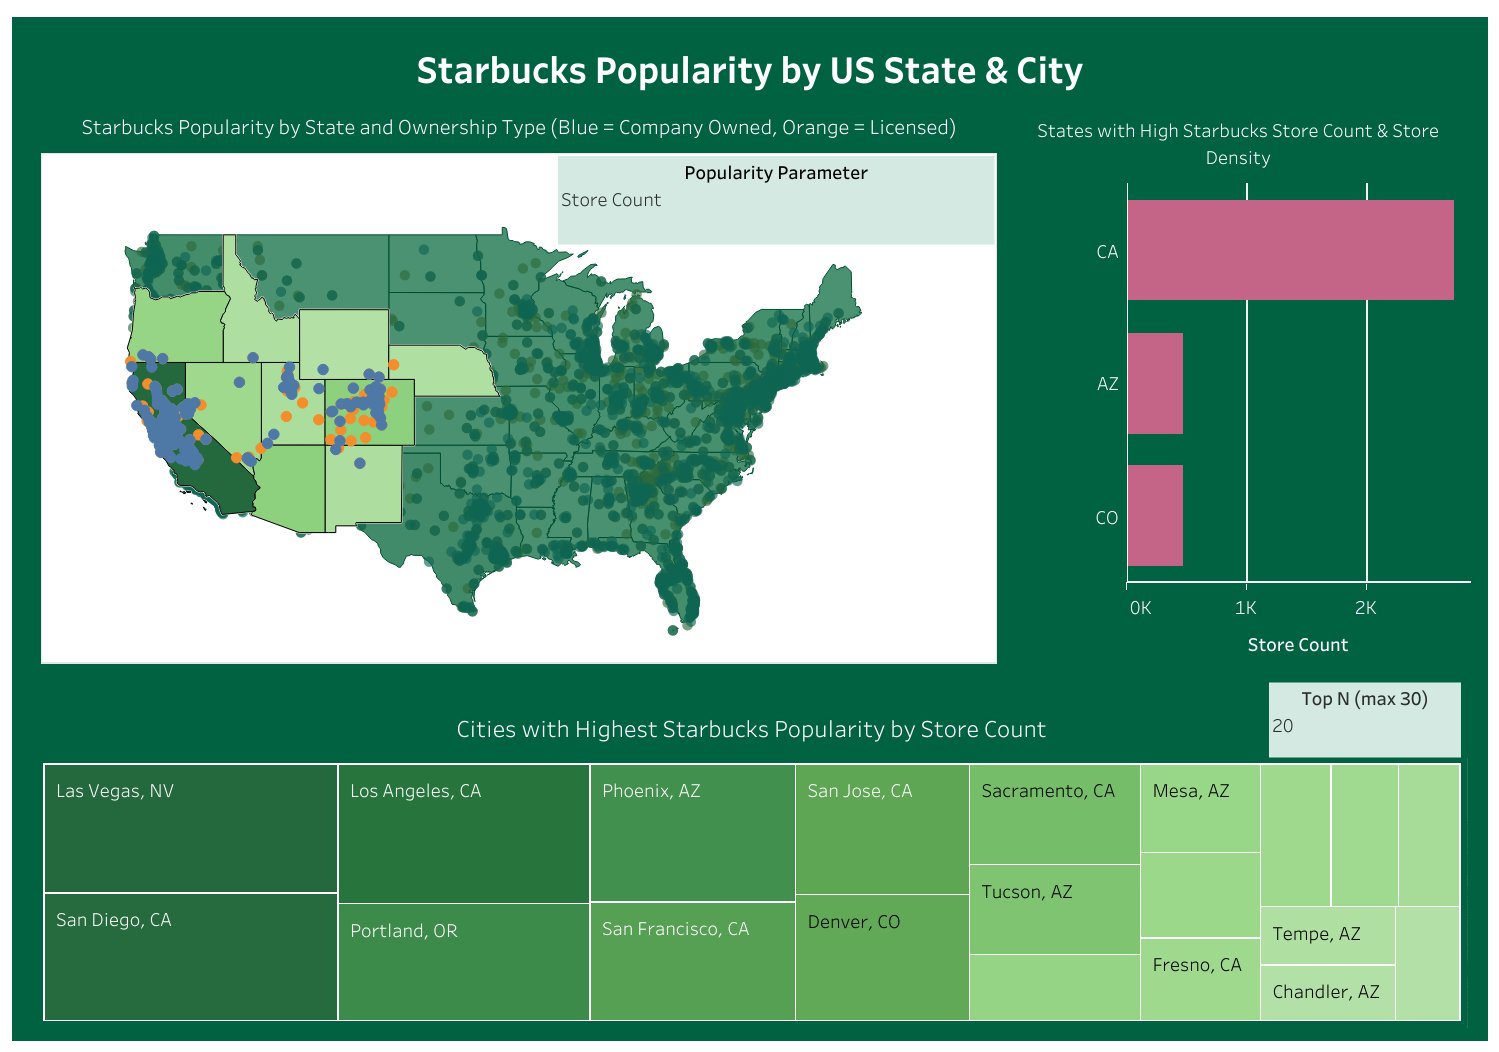 Starbucks Popularity by US State & City
Starbucks Popularity by State and Ownership Type (Blue = Company Owned, Orange = Licensed)
Popularity Parameter
Store Count
States with High Starbucks Store Count & Store
Density
CA
AZ
CO
0K
1K
2K
Store Count
Top N (max 30)
20
Cities with Highest Starbucks Popularity by Store Count
Las Vegas, NV
Los Angeles, CA
Phoenix, AZ
San Jose, CA
Sacramento, CA
Mesa, AZ
San Diego, CA
Portland, OR
San Francisco, CA
Denver, CO
Tucson, AZ
Fresno, CA
Tempe, AZ
Chandler, AZ